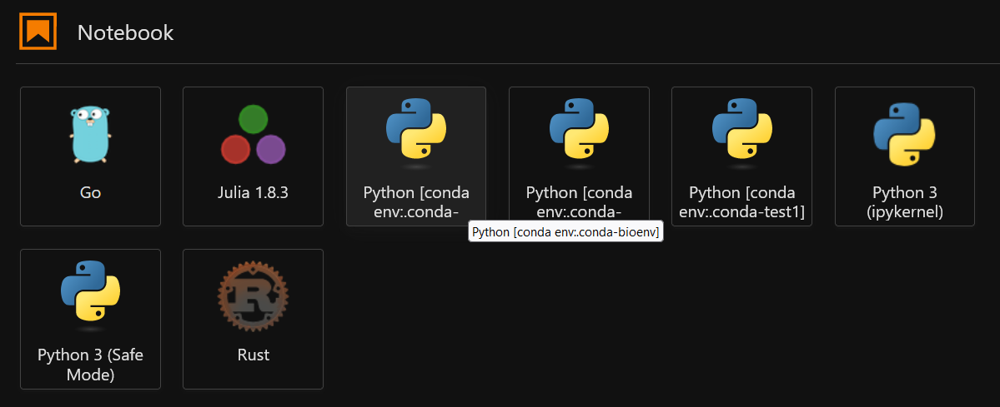 Notebook
Go
Julia 1.8.3
Python [conda
env:.conda-
Python [conda
env:.conda-
Python [conda
env:.conda-test1]
Python 3
(ipykernel)
Python [conda env:.conda-bioenv]
Python 3 (Safe
Mode)
R
Rust